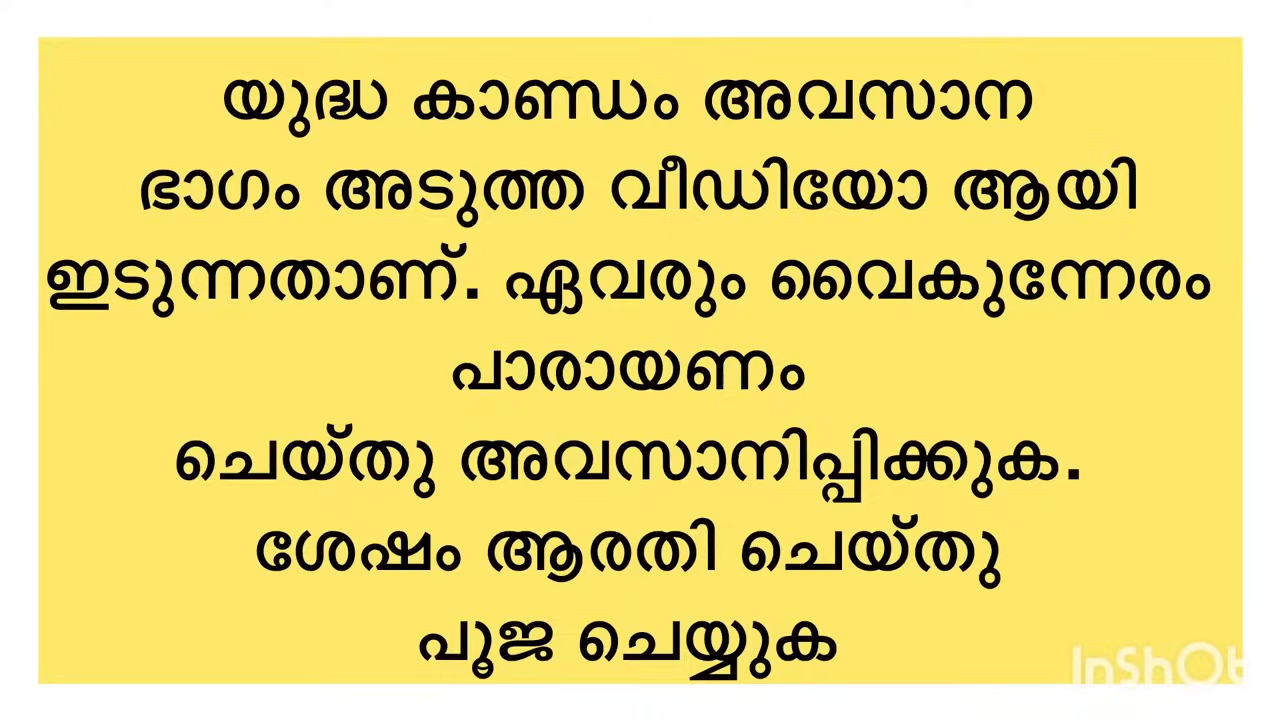 യുദ്ധ കാണ്ഡം അവസാന
ഭാഗം അടുത്ത വീഡിയോ ആയി
ഇടുന്നതാണ്. ഏവരും വൈകുന്നേരം
പാരായണം
ചെയ്തു അവസാനിപ്പിക്കുക.
ശേഷം ആരതി ചെയ്തു
പൂജ ചെയ്യുക
InShOt